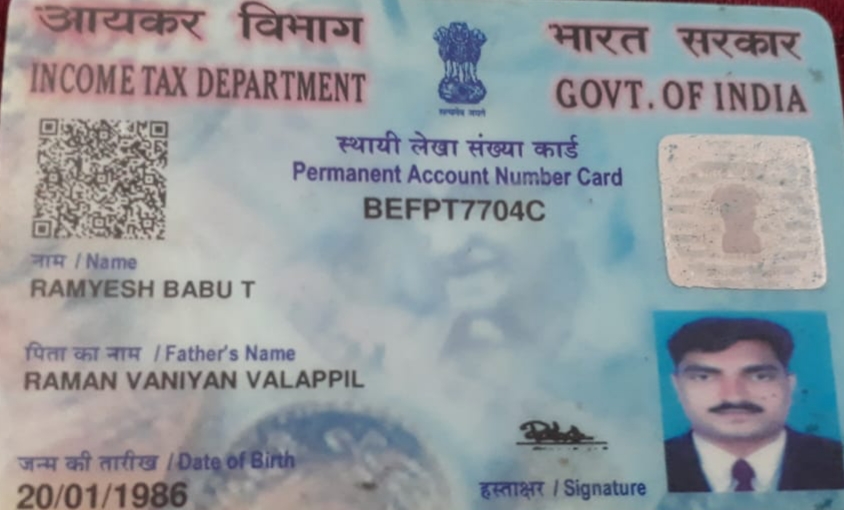 आयकर विभाग
INCOME TAX DEPARTMENT
भारत सरकार
GOVT. OF INDIA
सत्यमेव जयते
स्थायी लेखा संख्या कार्ड
Permanent Account Number Card
BEFPT7704C
नाम / Name
RAMYESH BABU T
पिता का नाम / Father's Name
RAMAN VANIYAN VALAPPIL
जन्म की तारीख / Date of Birth
20/01/1986
हस्ताक्षर / Signature